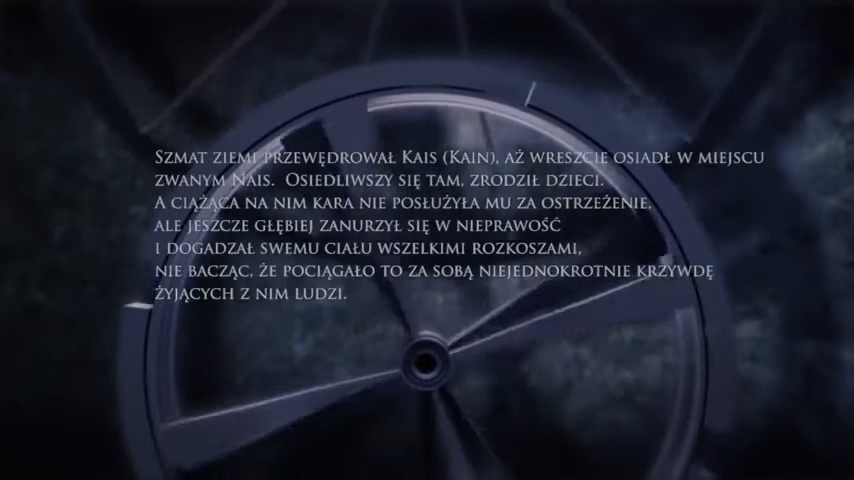 Szmat ziemi przewędrował Kais (Kain), aż wreszcie osiadł w miejscu
zwanym Nais. Osiedliwszy się tam, zrodził dzieci.
A ciążąca na nim kara nie posłużyła mu za ostrzeżenie,
ale jeszcze głębiej zanurzył się w nieprawość
i dogadzał swemu ciału wszelkimi rozkoszami,
nie bacząc, że pociągało to za sobą niejednokrotnie krzywdę
żyjących z nim ludzi.